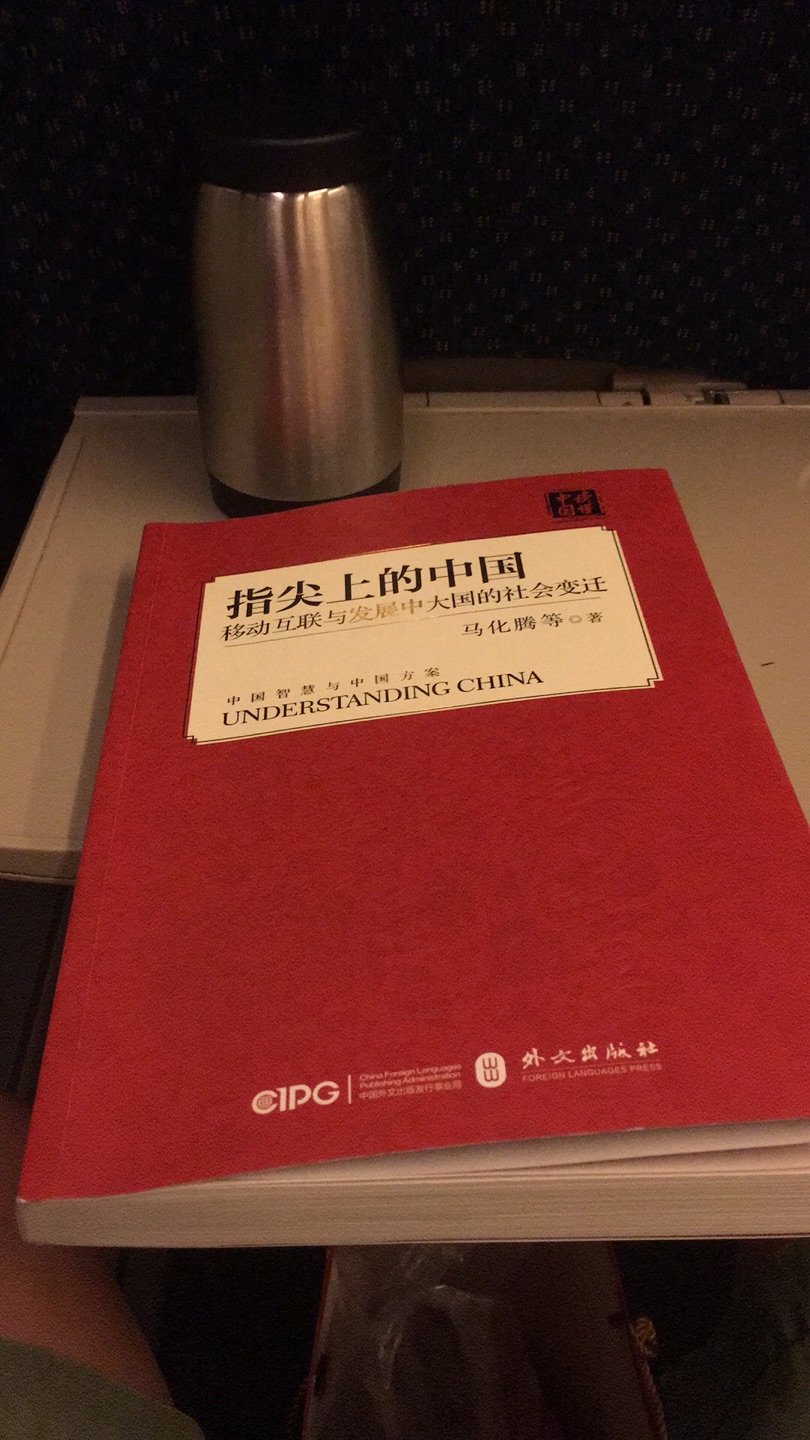 指尖上的中国
移动互联与发展中大国的社会变迁
马化腾等◎著
中国智慧与中国方案
UNDERSTANDING CHINA
CIPG
China Foreign Languages
Publishing Administration
中国外文出版发行事业局
外文出版社
FOREIGN LANGUAGES PRESS